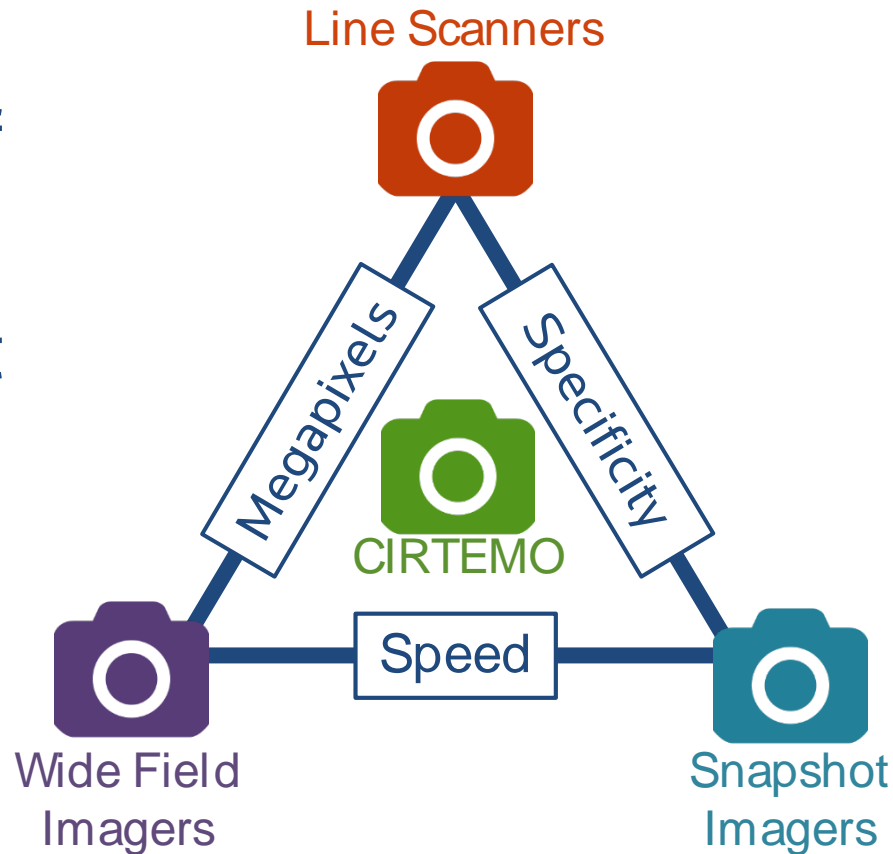 Line Scanners
Megapixels
Specificity
CIRTEMO
Speed
Wide Field
Imagers
Snapshot
Imagers